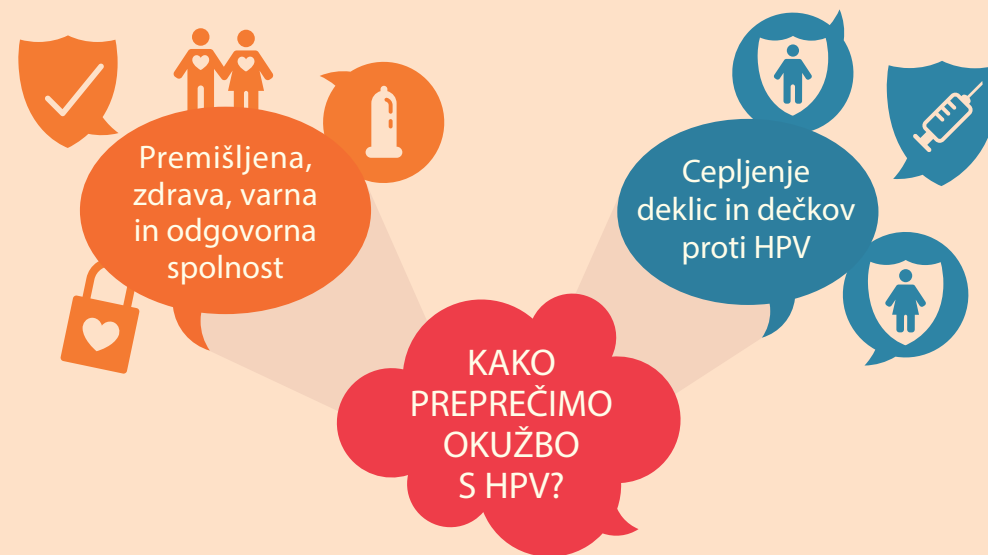 Premišljena,
zdrava, varna
in odgovorna
spolnost
Cepljenje
deklic in dečkov
proti HPV
KAKO
PREPREČIMO
OKUŽBO
S HPV?